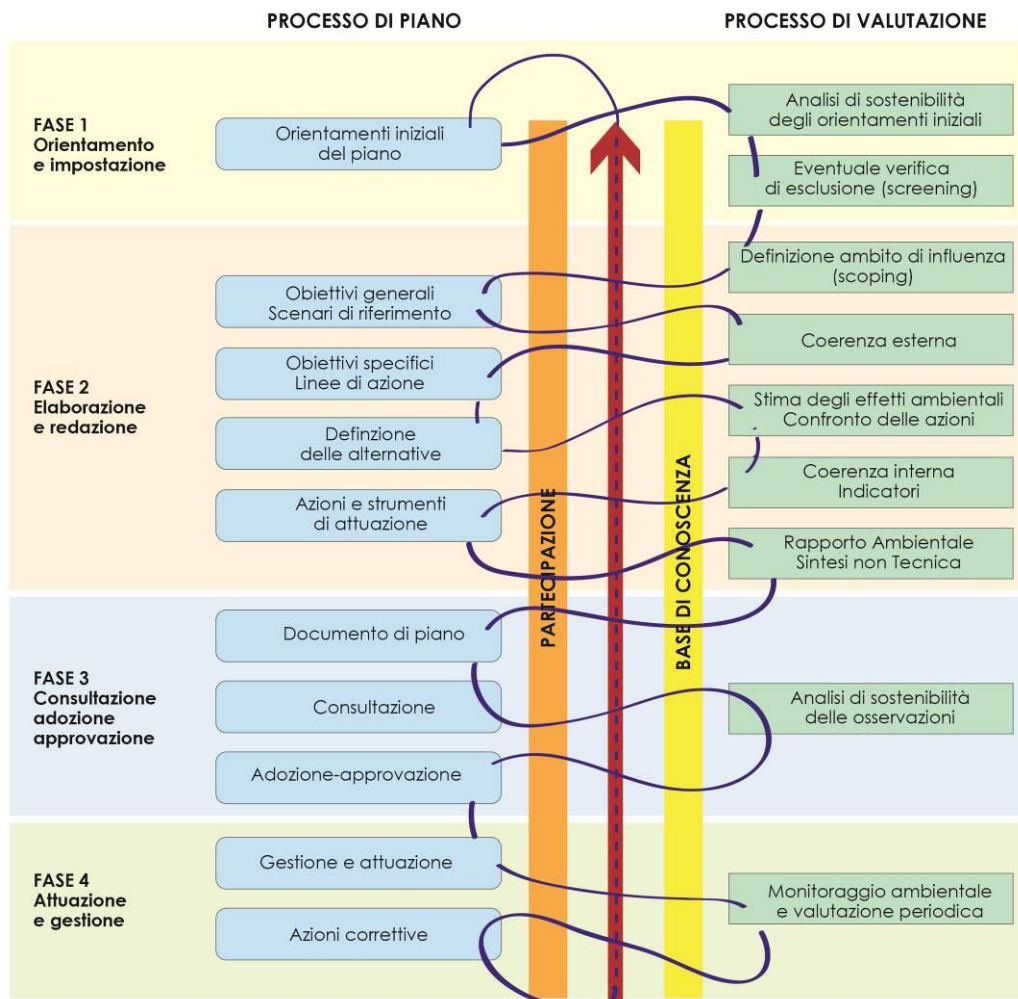 PROCESSO DI PIANO
PROCESSO DI VALUTAZIONE
FASE 1
Orientamento
e impostazione
Orientamenti iniziali
del piano
Analisi di sostenibilità
degli orientamenti iniziali
Eventuale verifica
di esclusione (screening)
FASE 2
Elaborazione
e redazione
Obiettivi generali
Scenari di riferimento
Obiettivi specifici
Linee di azione
Definzione
delle alternative
Azioni e strumenti
di attuazione
Definizione ambito di influenza
(scoping)
Coerenza esterna
Stima degli effetti ambientali
Confronto delle azioni
Coerenza interna
Indicatori
Rapporto Ambientale
Sintesi non Tecnica
PARTECIPAZIONE
BASE DI CONOSCENZA
FASE 3
Consultazione
adozione
approvazione
Documento di piano
Consultazione
Adozione-approvazione
Analisi di sostenibilità
delle osservazioni
FASE 4
Attuazione
e gestione
Gestione e attuazione
Azioni correttive
Monitoraggio ambientale
e valutazione periodica